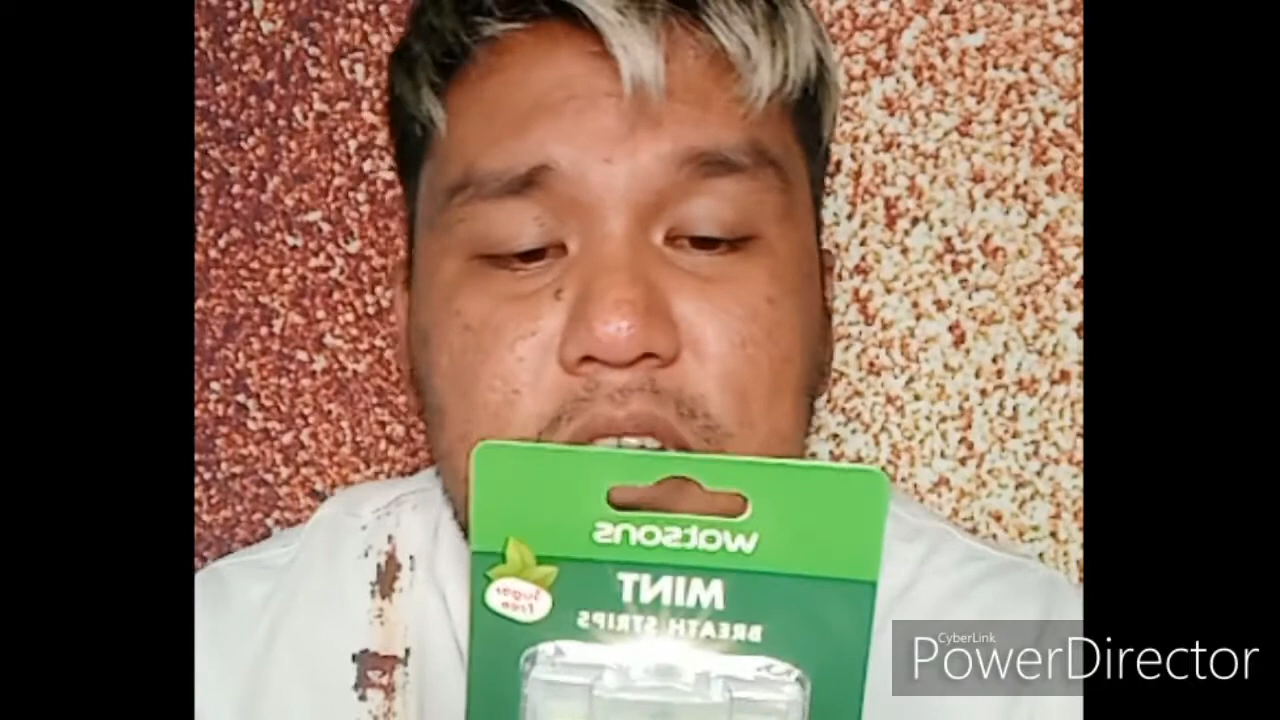 watsons
MINT
BREATH STRIPS
Sugar
Free
CyberLink
PowerDirector